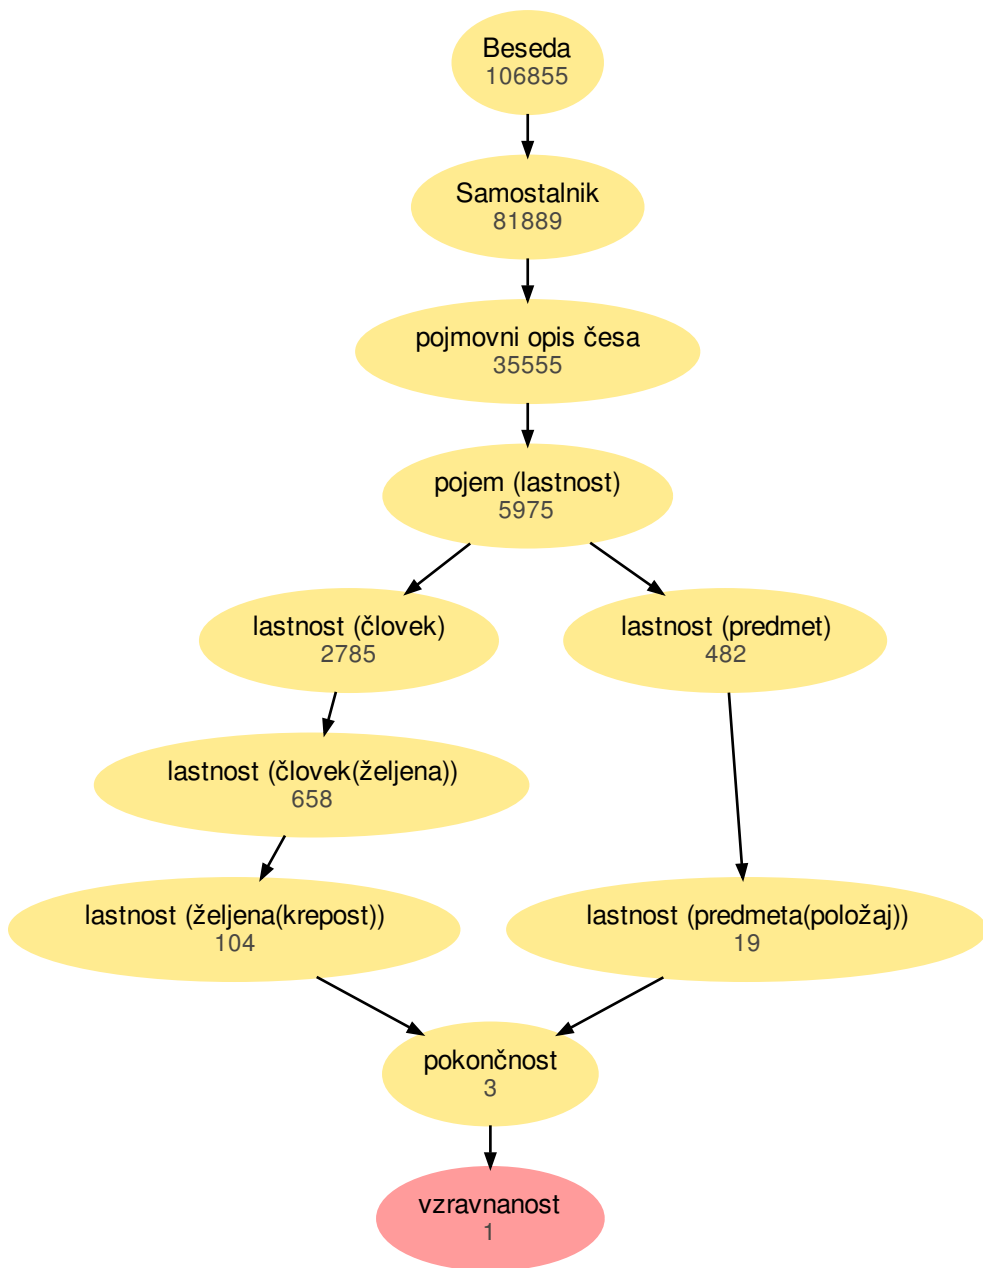 Beseda
106855
Samostalnik
81889
pojmovni opis česa
35555
pojem (lastnost)
5975
lastnost (človek)
2785
lastnost (predmet)
482
lastnost (človek(željena))
658
lastnost (željena(krepost))
104
lastnost (predmeta(položaj))
19
pokončnost
3
vzravnanost
1